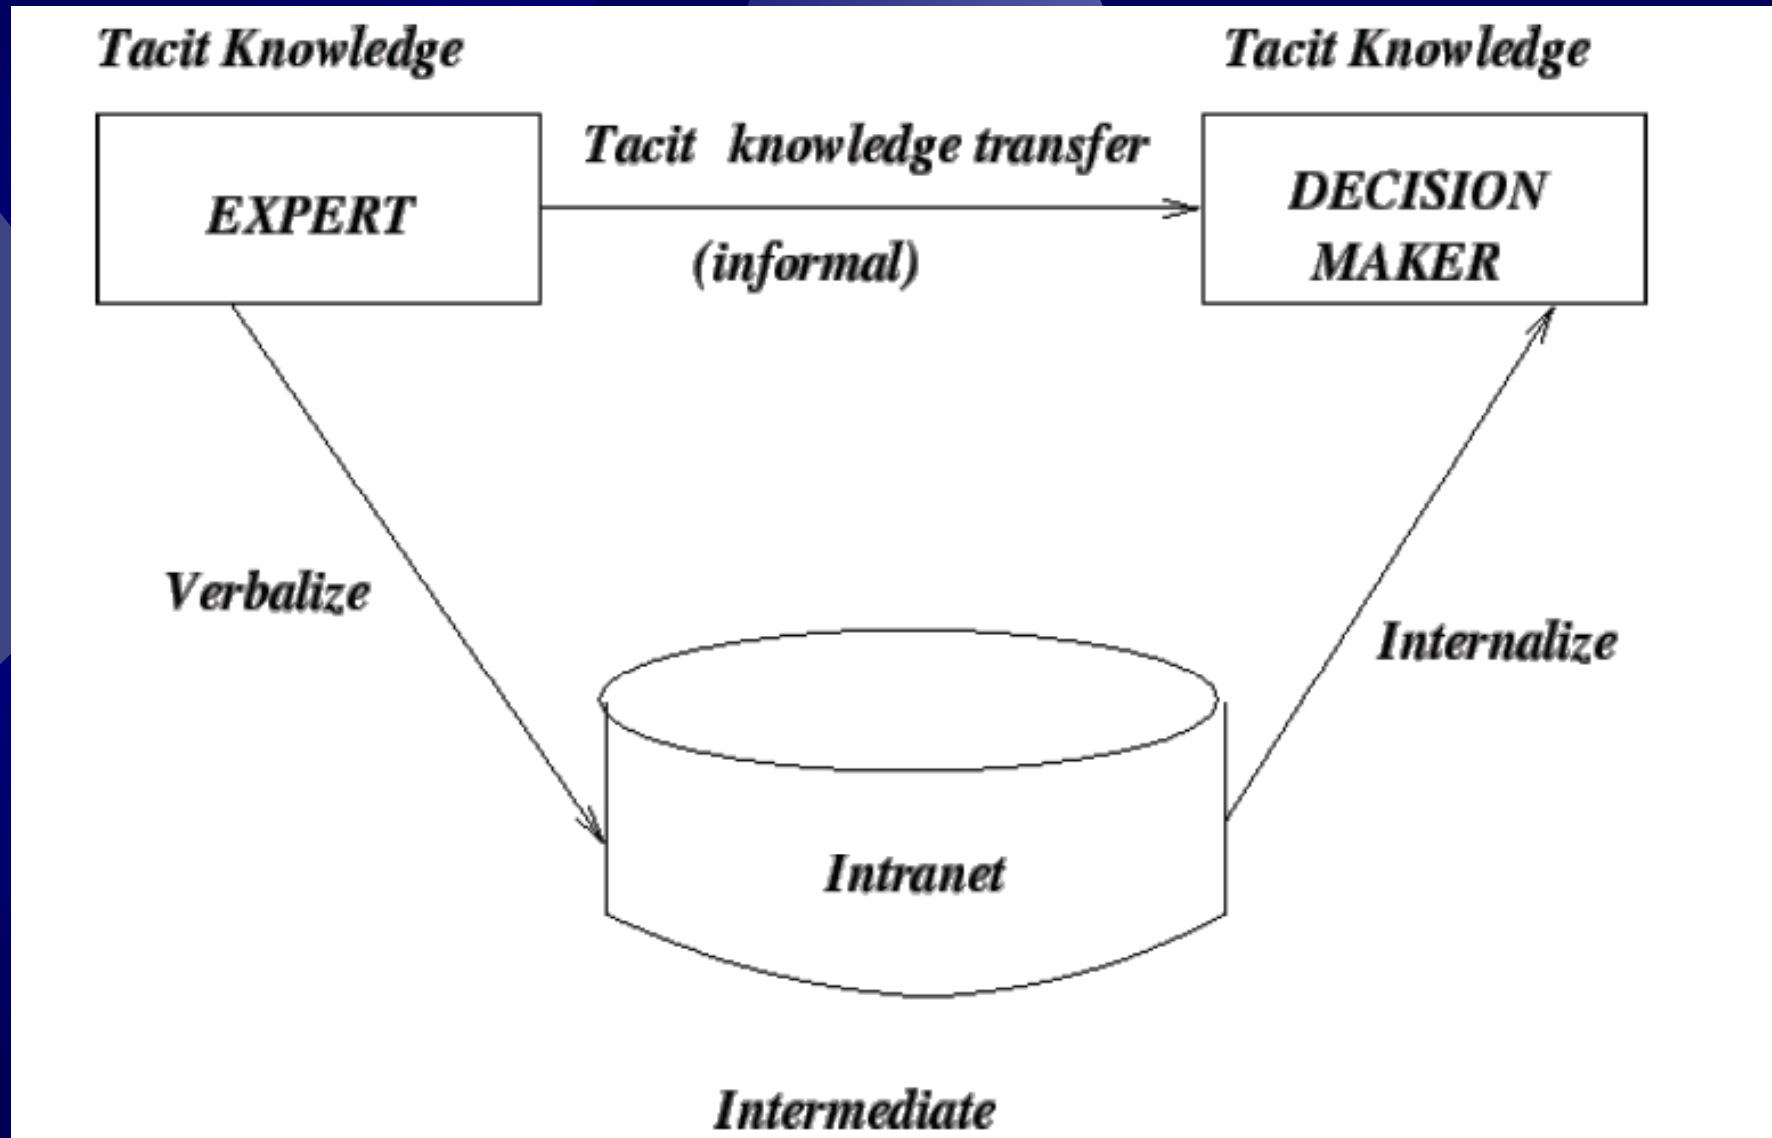 Tacit Knowledge
Tacit Knowledge
EXPERT
Tacit knowledge transfer
(informal)
DECISION
MAKER
Verbalize
Internalize
Intranet
Intermediate